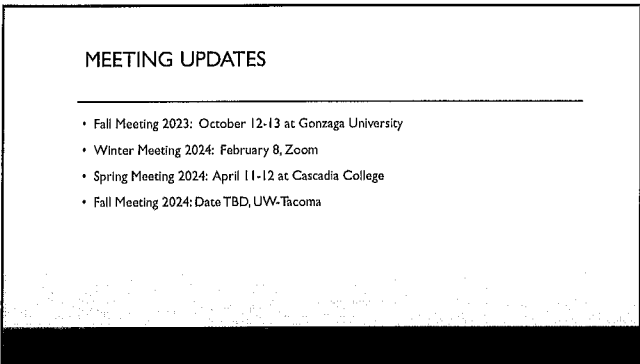 MEETING UPDATES
• Fall Meeting 2023: October 12-13 at Gonzaga University
• Winter Meeting 2024: February 8, Zoom
• Spring Meeting 2024: April 11-12 at Cascadia College
• Fall Meeting 2024: Date TBD, UW-Tacoma